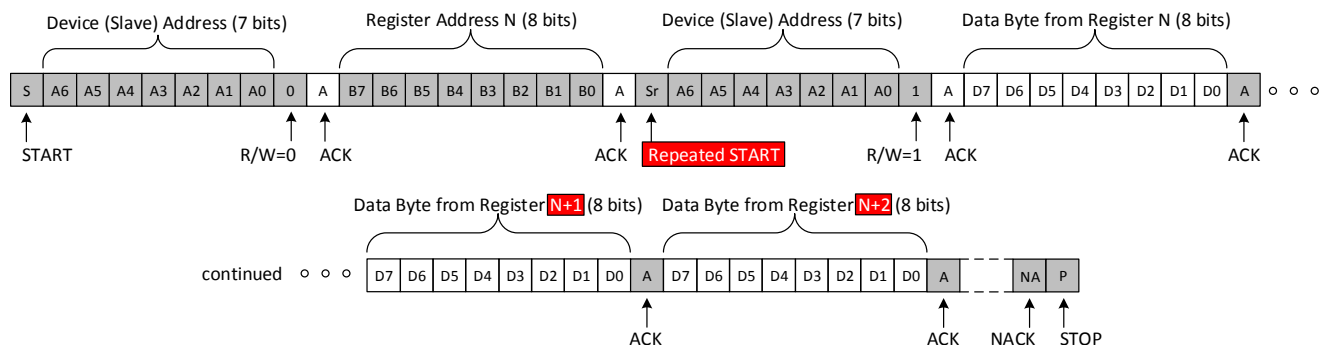 Device (Slave) Address (7 bits) Register Address N (8 bits) Device (Slave) Address (7 bits) Data Byte from Register N (8 bits)
S A6 A5 A4 A3 A2 A1 A0 0 A B7 B6 B5 B4 B3 B2 B1 B0 A Sr A6 A5 A4 A3 A2 A1 A0 1 A D7 D6 D5 D4 D3 D2 D1 D0 A
START R/W=0 ACK ACK Repeated START R/W=1 ACK ACK
Data Byte from Register N+1 (8 bits) Data Byte from Register N+2 (8 bits)
continued D7 D6 D5 D4 D3 D2 D1 D0 A D7 D6 D5 D4 D3 D2 D1 D0 A NA P
ACK ACK NACK STOP